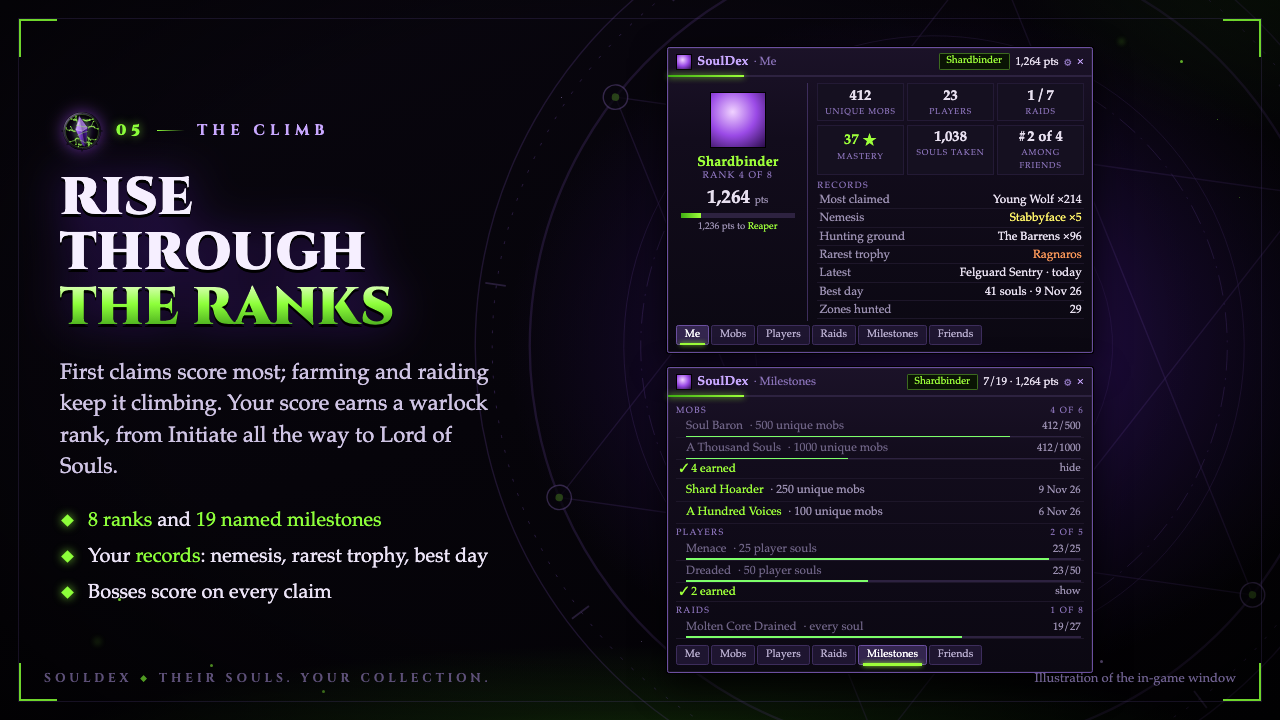 05 — THE CLIMB
RISE
THROUGH
THE RANKS
First claims score most; farming and raiding
keep it climbing. Your score earns a warlock
rank, from Initiate all the way to Lord of
Souls.
◆ 8 ranks and 19 named milestones
◆ Your records: nemesis, rarest trophy, best day
◆ Bosses score on every claim
SOULDEX ◆ THEIR SOULS. YOUR COLLECTION.
SoulDex · Me Shardbinder 1,264 pts ⚙ ×
Shardbinder
RANK 4 OF 8
1,264 pts
1,236 pts to Reaper
412 23 1 / 7
UNIQUE MOBS PLAYERS RAIDS
37 ★ 1,038 #2 of 4
MASTERY SOULS TAKEN AMONG
FRIENDS
RECORDS
Most claimed Young Wolf ×214
Nemesis Stabbyface ×5
Hunting ground The Barrens ×96
Rarest trophy Ragnaros
Latest Felguard Sentry · today
Best day 41 souls · 9 Nov 26
Zones hunted 29
Me Mobs Players Raids Milestones Friends
SoulDex · Milestones Shardbinder 7/19 · 1,264 pts ⚙ ×
MOBS 4 OF 6
Soul Baron · 500 unique mobs 412/500
A Thousand Souls · 1000 unique mobs 412/1000
✓ 4 earned hide
Shard Hoarder · 250 unique mobs 9 Nov 26
A Hundred Voices · 100 unique mobs 6 Nov 26
PLAYERS 2 OF 5
Menace · 25 player souls 23/25
Dreaded · 50 player souls 23/50
✓ 2 earned show
RAIDS 1 OF 8
Molten Core Drained · every soul 19/27
Me Mobs Players Raids Milestones Friends
Illustration of the in-game window